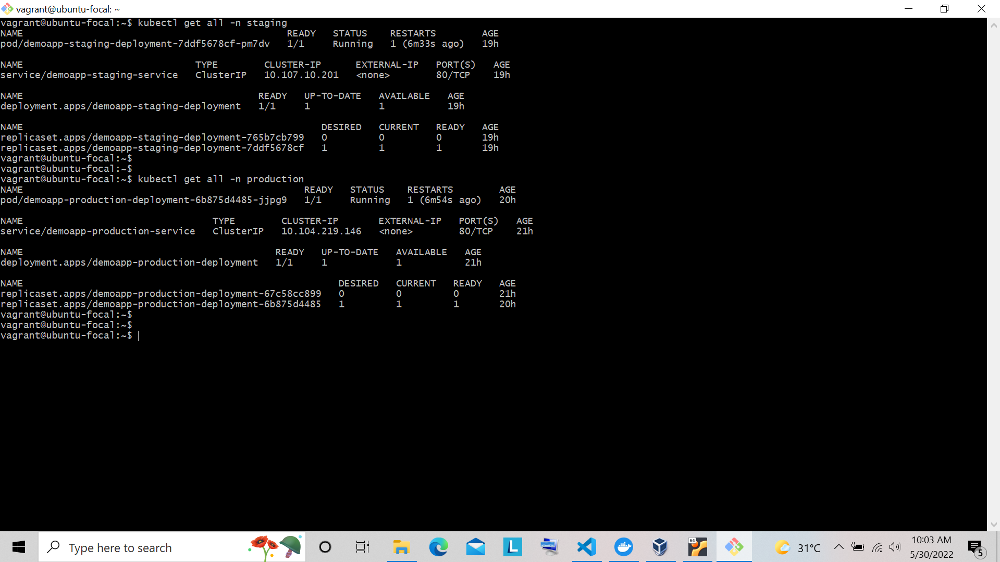 vagrant@ubuntu-focal: ~
vagrant@ubuntu-focal:~$ kubectl get all -n staging
NAME READY STATUS RESTARTS AGE
pod/demoapp-staging-deployment-7ddf5678cf-pm7dv 1/1 Running 1 (6m33s ago) 19h
NAME TYPE CLUSTER-IP EXTERNAL-IP PORT(S) AGE
service/demoapp-staging-service ClusterIP 10.107.10.201 <none> 80/TCP 19h
NAME READY UP-TO-DATE AVAILABLE AGE
deployment.apps/demoapp-staging-deployment 1/1 1 1 19h
NAME DESIRED CURRENT READY AGE
replicaset.apps/demoapp-staging-deployment-765b7cb799 0 0 0 19h
replicaset.apps/demoapp-staging-deployment-7ddf5678cf 1 1 1 19h
vagrant@ubuntu-focal:~$
vagrant@ubuntu-focal:~$
vagrant@ubuntu-focal:~$ kubectl get all -n production
NAME READY STATUS RESTARTS AGE
pod/demoapp-production-deployment-6b875d4485-jjpg9 1/1 Running 1 (6m54s ago) 20h
NAME TYPE CLUSTER-IP EXTERNAL-IP PORT(S) AGE
service/demoapp-production-service ClusterIP 10.104.219.146 <none> 80/TCP 21h
NAME READY UP-TO-DATE AVAILABLE AGE
deployment.apps/demoapp-production-deployment 1/1 1 1 21h
NAME DESIRED CURRENT READY AGE
replicaset.apps/demoapp-production-deployment-67c58cc899 0 0 0 21h
replicaset.apps/demoapp-production-deployment-6b875d4485 1 1 1 20h
vagrant@ubuntu-focal:~$
vagrant@ubuntu-focal:~$
vagrant@ubuntu-focal:~$
Type here to search
L
64
31°C
10:03 AM
5/30/2022
5